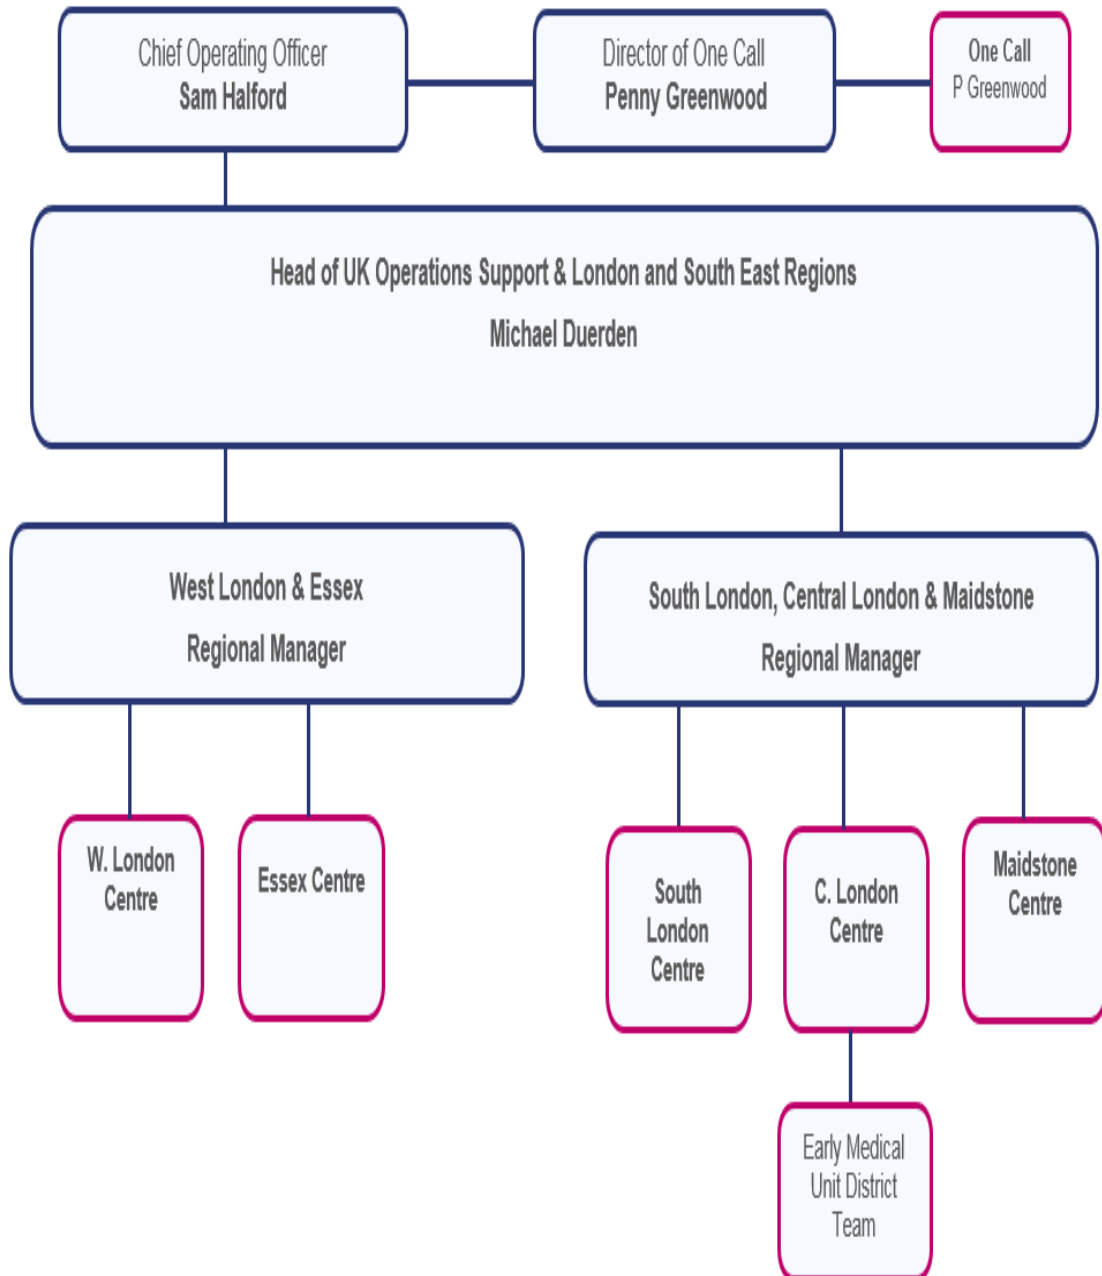 Chief Operating Officer
Sam Halford
Director of One Call
Penny Greenwood
One Call
P Greenwood
Head of UK Operations Support & London and South East Regions
Michael Duerden
West London & Essex
Regional Manager
South London, Central London & Maidstone
Regional Manager
W. London
Centre
Essex Centre
South
London
Centre
C. London
Centre
Maidstone
Centre
Early Medical
Unit District
Team